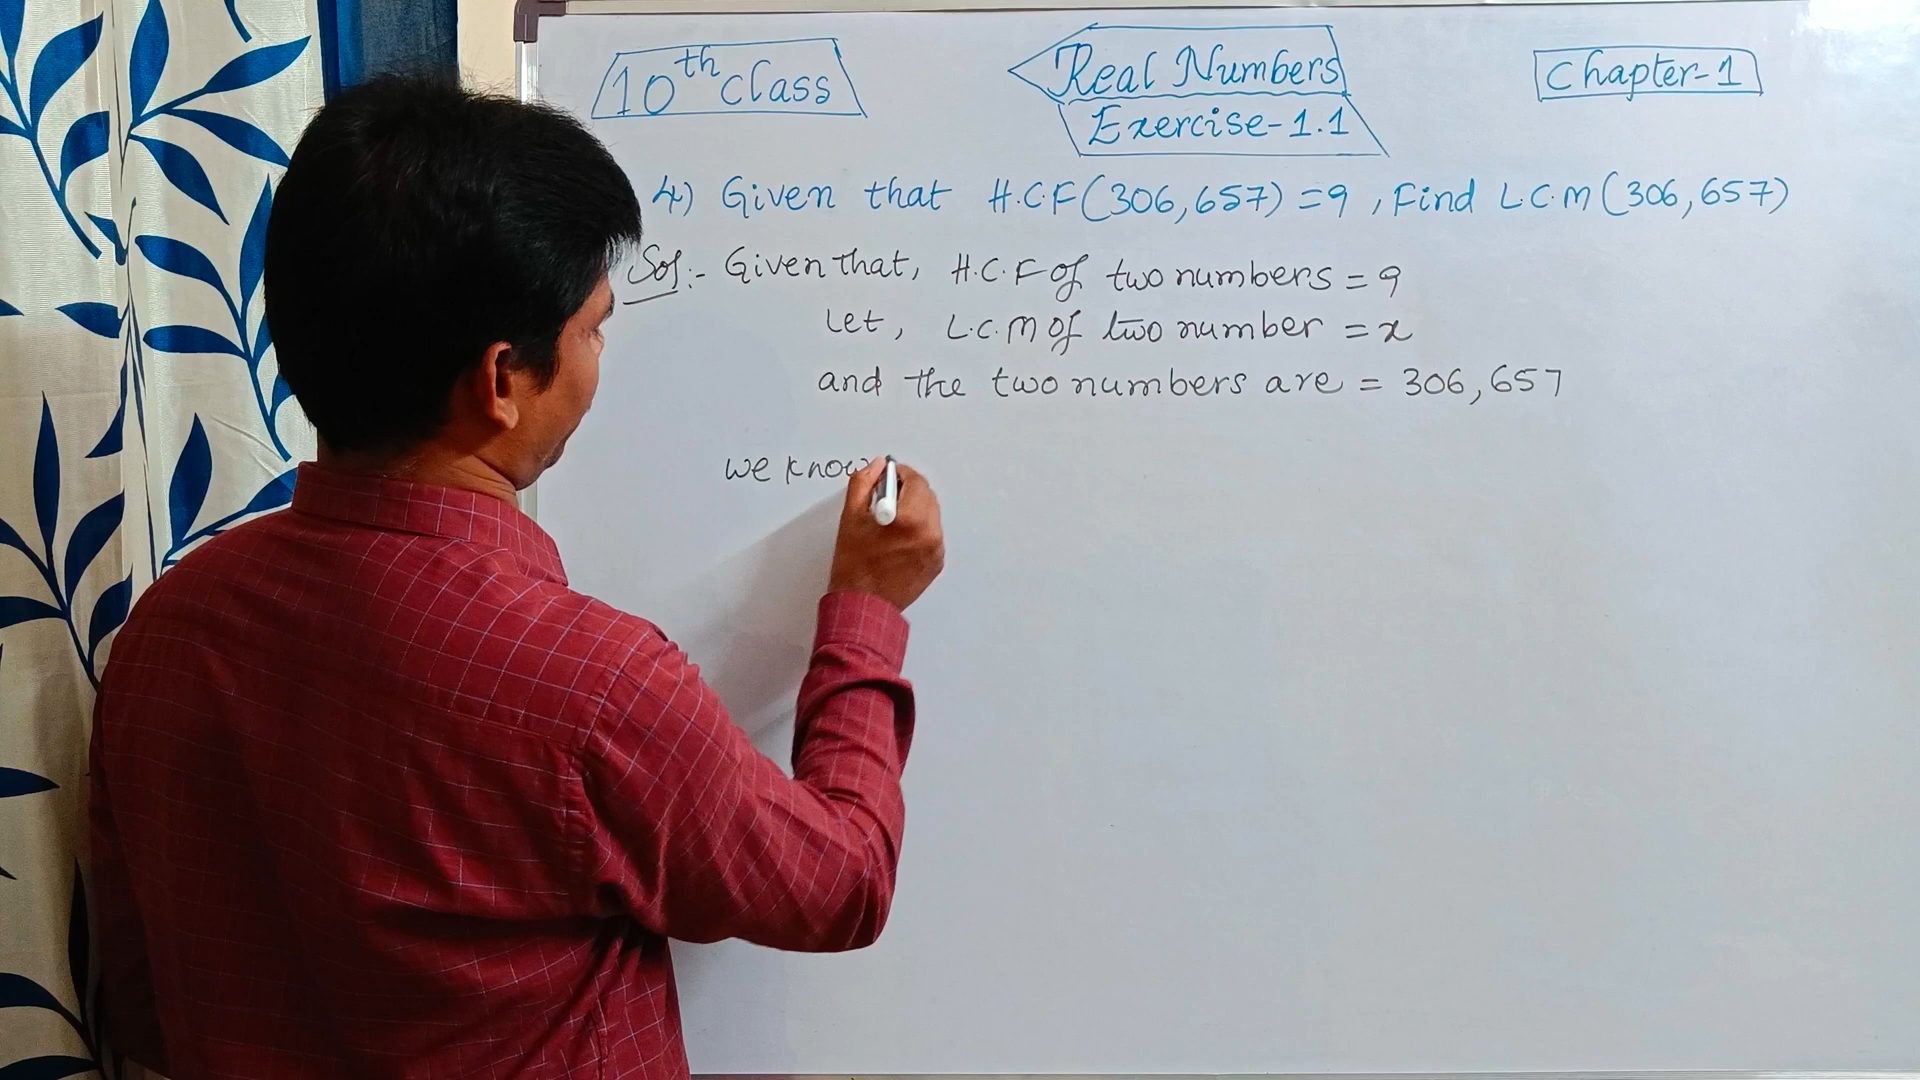 10th class
Real Numbers
Exercise-1.1
Chapter-1
4) Given that H.C.F(306,657)=9, Find L.C.M(306,657)
Sol:- Given that, H.C.F of two numbers = 9
Let, L.C.M of two number = x
and the two numbers are = 306,657
we know